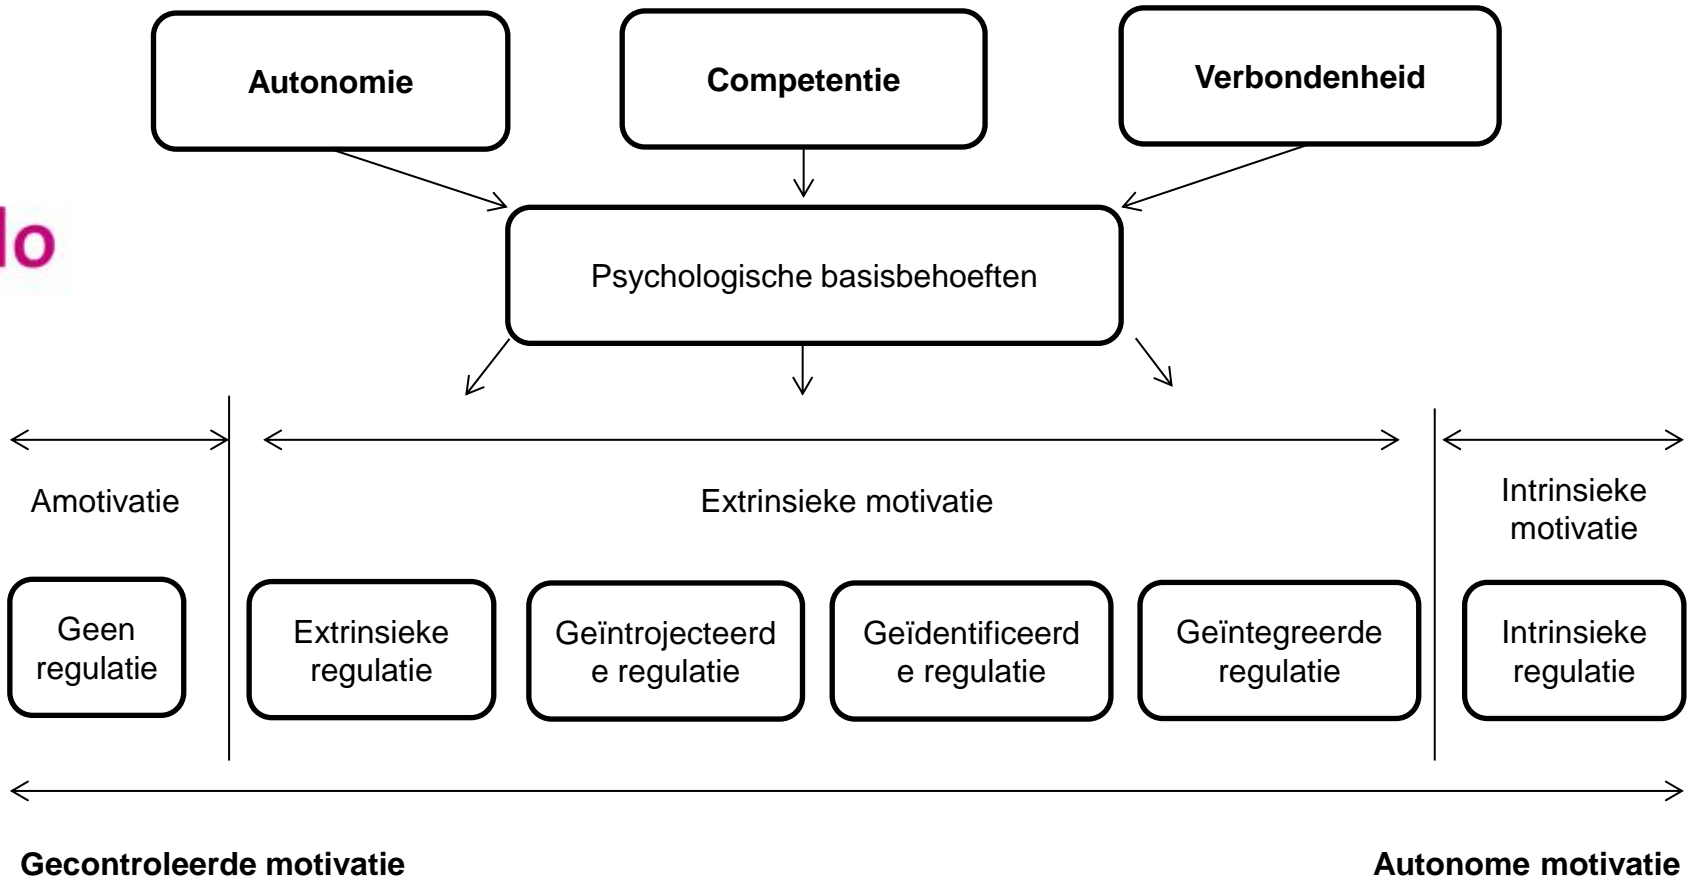 Autonomie
Competentie
Verbondenheid
lo
Psychologische basisbehoeften
Amotivatie
Extrinsieke motivatie
Intrinsieke
motivatie
Geen
regulatie
Extrinsieke
regulatie
Geïntrojecteerd
e regulatie
Geïdentificeerd
e regulatie
Geïntegreerde
regulatie
Intrinsieke
regulatie
Gecontroleerde motivatie
Autonome motivatie